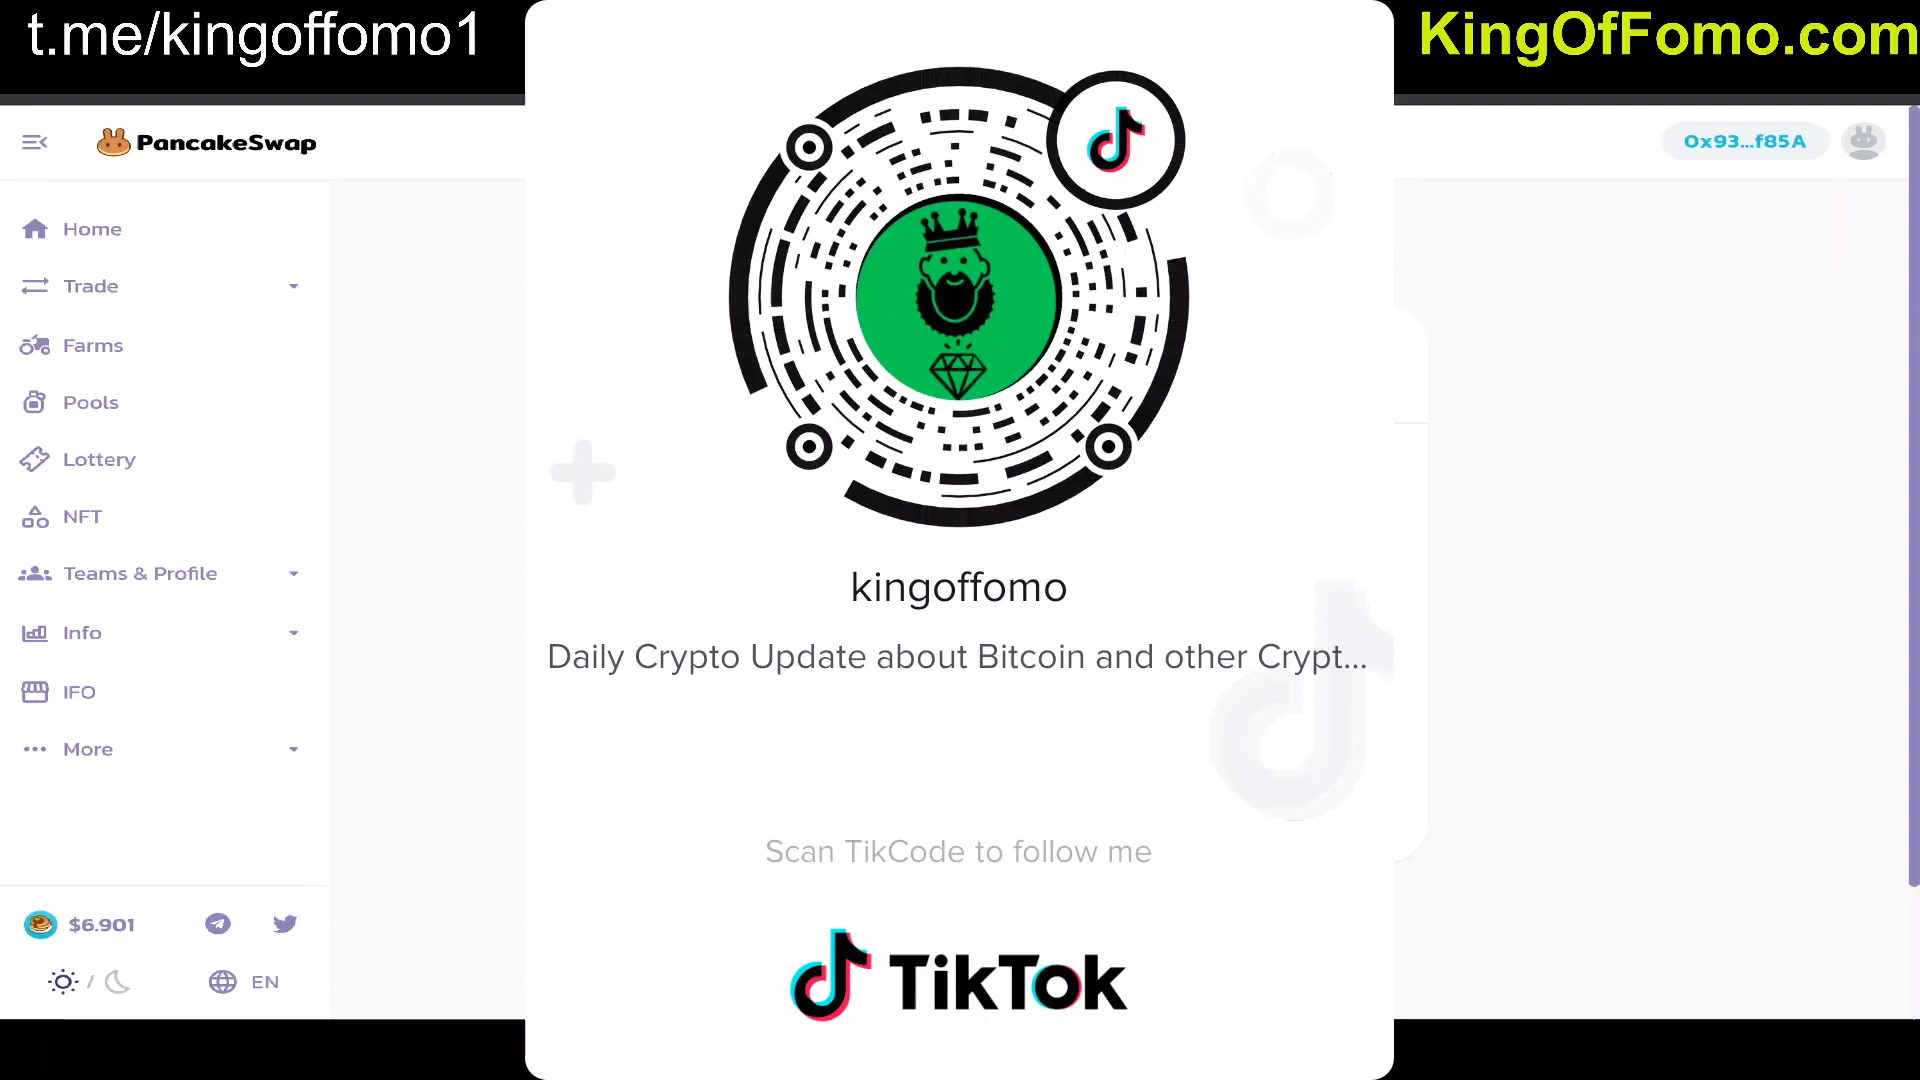 t.me/kingoffomo1
KingOfFomo.com
PancakeSwap
0x93...f85A
Home
Trade
Farms
Pools
Lottery
NFT
Teams & Profile
Info
IFO
More
$6.901
/
EN
kingoffomo
Daily Crypto Update about Bitcoin and other Crypt...
Scan TikCode to follow me
TikTok